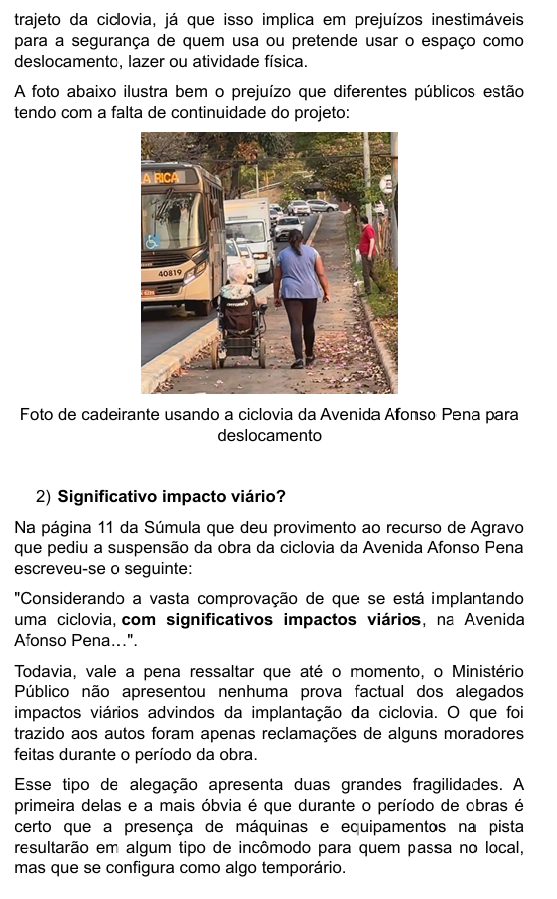 trajeto da ciclovia, já que isso implica em prejuízos inestimáveis
para a segurança de quem usa ou pretende usar o espaço como
deslocamento, lazer ou atividade física.
A foto abaixo ilustra bem o prejuízo que diferentes públicos estão
tendo com a falta de continuidade do projeto:
A RICA
40819
Foto de cadeirante usando a ciclovia da Avenida Afonso Pena para
deslocamento
2) Significativo impacto viário?
Na página 11 da Súmula que deu provimento ao recurso de Agravo
que pediu a suspensão da obra da ciclovia da Avenida Afonso Pena
escreveu-se o seguinte:
"Considerando a vasta comprovação de que se está implantando
uma ciclovia, com significativos impactos viários, na Avenida
Afonso Pena...".
Todavia, vale a pena ressaltar que até o momento, o Ministério
Público não apresentou nenhuma prova factual dos alegados
impactos viários advindos da implantação da ciclovia. O que foi
trazido aos autos foram apenas reclamações de alguns moradores
feitas durante o período da obra.
Esse tipo de alegação apresenta duas grandes fragilidades. A
primeira delas e a mais óbvia é que durante o período de obras é
certo que a presença de máquinas e equipamentos na pista
resultarão em algum tipo de incômodo para quem passa no local,
mas que se configura como algo temporário.